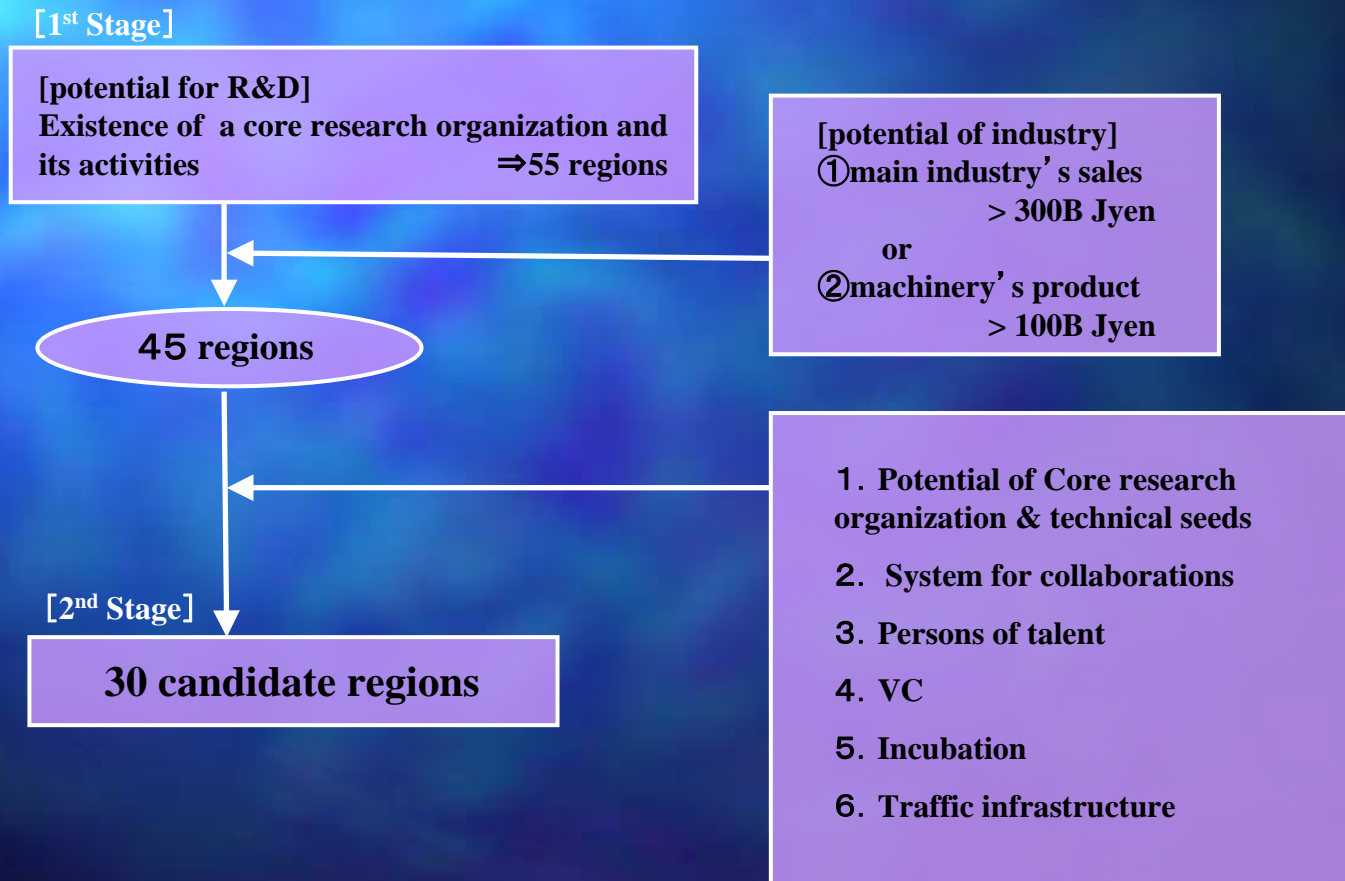 ［1st Stage］
[potential for R&D]
Existence of a core research organization and
its activities ⇒55 regions
[potential of industry]
①main industry’s sales
> 300B Jyen
or
②machinery’s product
> 100B Jyen
４５ regions
１．Potential of Core research
organization & technical seeds
２． System for collaborations
３．Persons of talent
４．VC
５．Incubation
６．Traffic infrastructure
［2nd Stage］
30 candidate regions